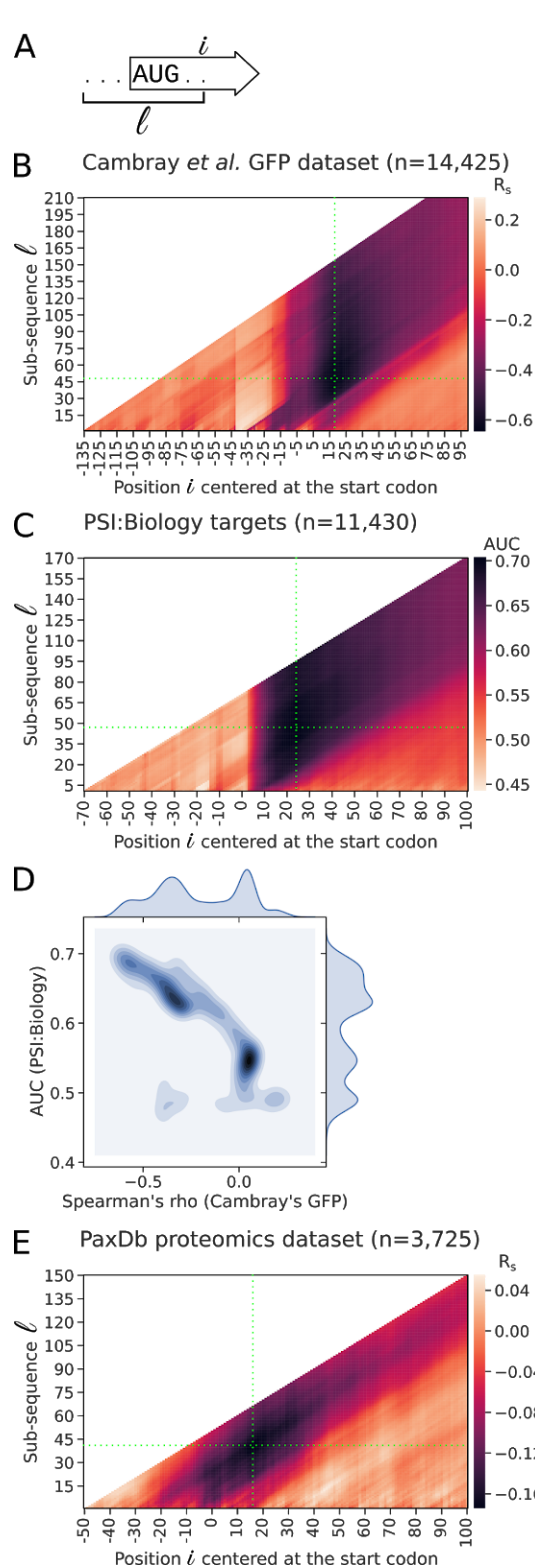 A
i
. . . AUG . .
ℓ
B
Cambray et al. GFP dataset (n=14,425)
Rs
Sub-sequence ℓ
210
195
180
165
150
135
120
105
90
75
60
45
30
15
0.2
0.0
−0.2
−0.4
−0.6
-135 -125 -115 -105 -95 -85 -75 -65 -55 -45 -35 -25 -15 -5 5 15 25 35 45 55 65 75 85 95
Position i centered at the start codon
C
PSI:Biology targets (n=11,430)
AUC
Sub-sequence ℓ
170
155
140
125
110
95
80
65
50
35
20
5
0.70
0.65
0.60
0.55
0.50
0.45
-70 -60 -50 -40 -30 -20 -10 0 10 20 30 40 50 60 70 80 90 100
Position i centered at the start codon
D
AUC (PSI:Biology)
0.7
0.6
0.5
0.4
−0.5 0.0
Spearman's rho (Cambray's GFP)
E
PaxDb proteomics dataset (n=3,725)
Rs
Sub-sequence ℓ
150
135
120
105
90
75
60
45
30
15
0.04
0.00
−0.04
−0.08
−0.12
−0.16
-50 -40 -30 -20 -10 0 10 20 30 40 50 60 70 80 90 100
Position i centered at the start codon